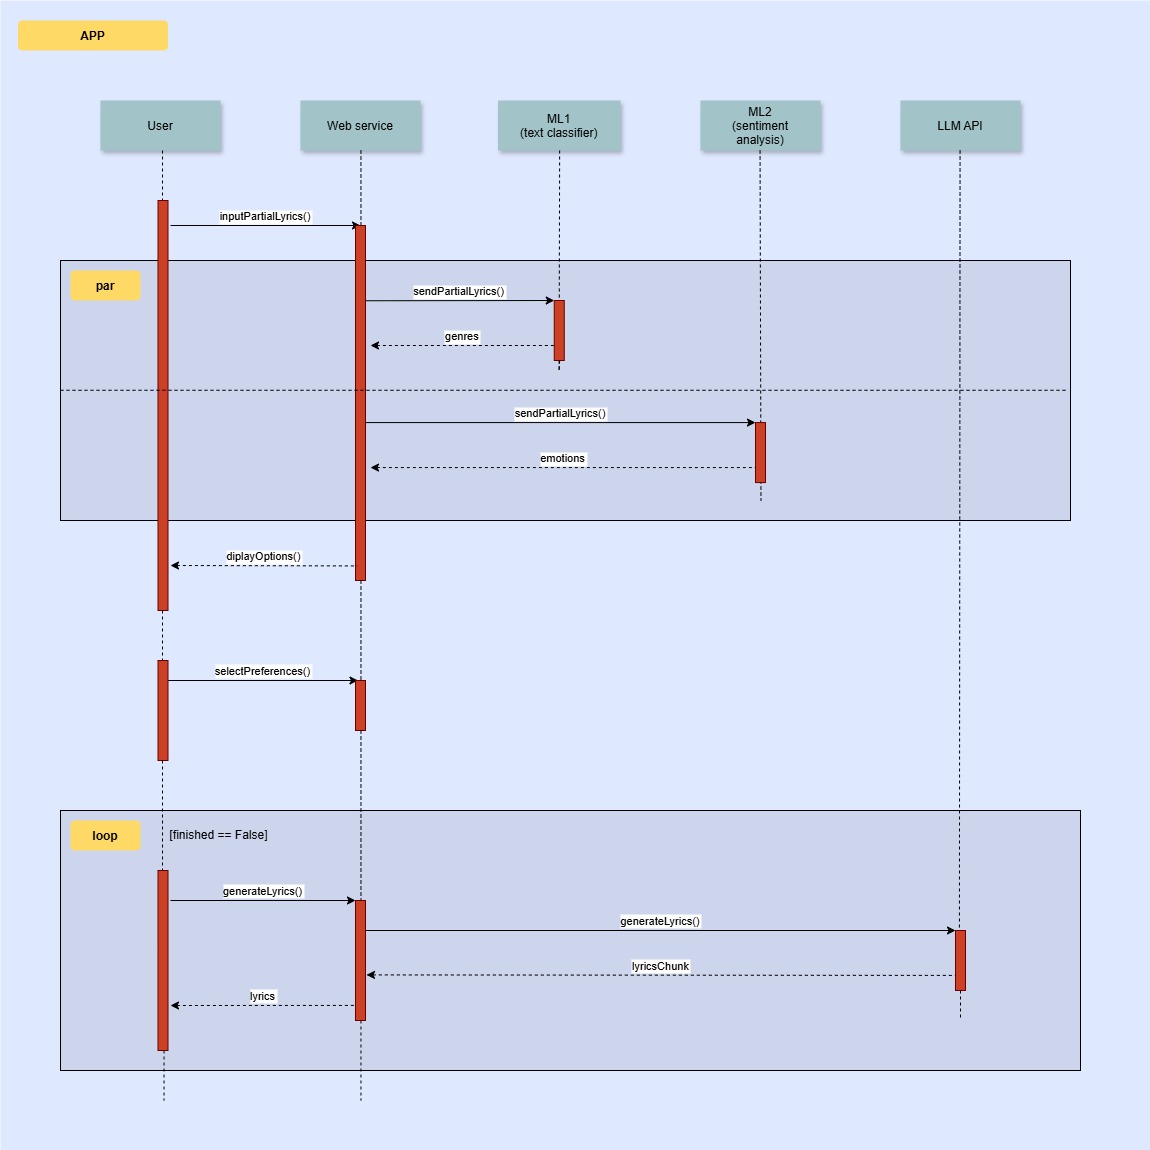 APP
User
Web service
ML1
(text classifier)
ML2
(sentiment
analysis)
LLM API
inputPartialLyrics()
par
sendPartialLyrics()
genres
sendPartialLyrics()
emotions
diplayOptions()
selectPreferences()
loop
[finished == False]
generateLyrics()
generateLyrics()
lyricsChunk
lyrics